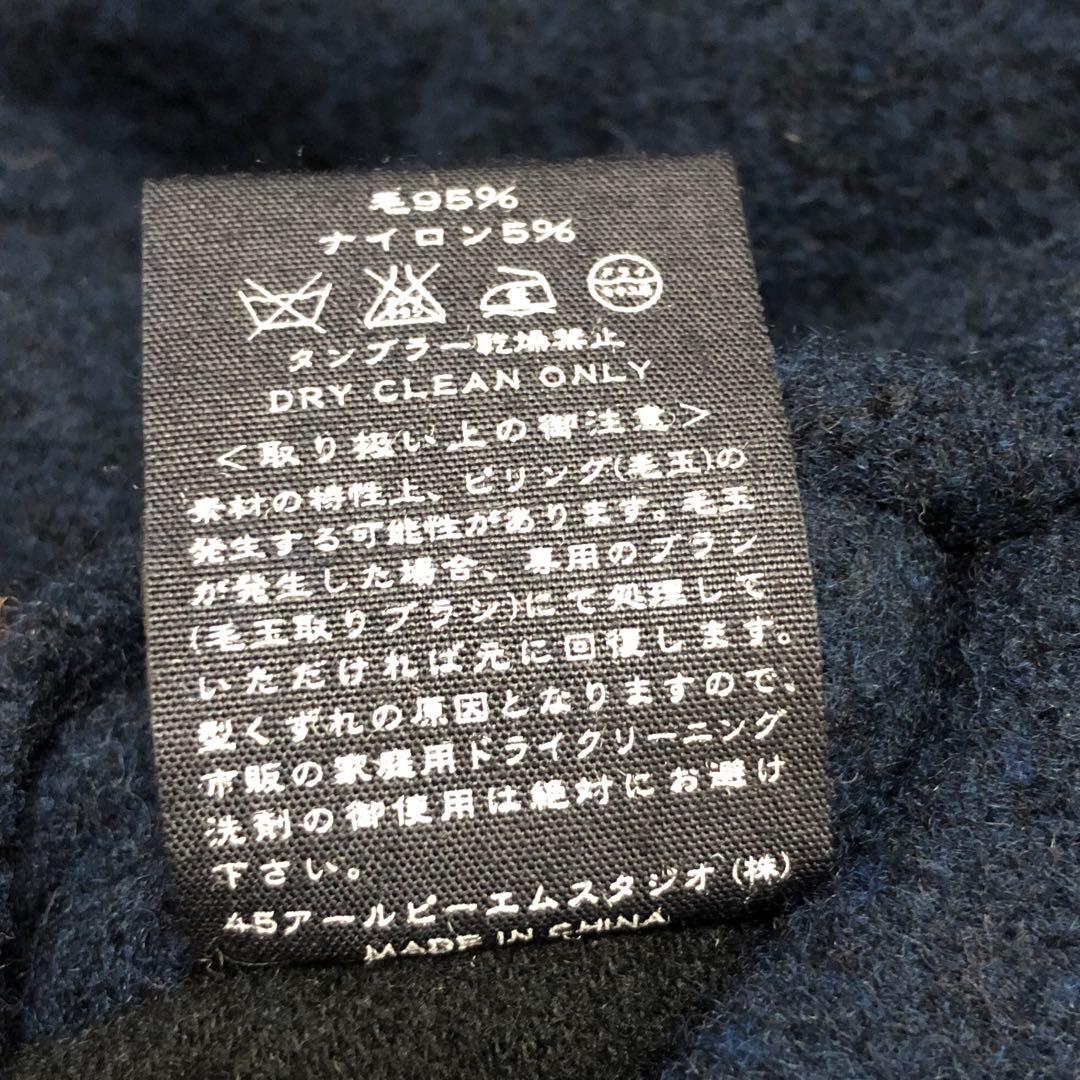 毛95%
ナイロン5%
タンブラー乾燥禁止
DRY CLEAN ONLY
<取り扱い上の御注意>
素材の特性上、ピリング(毛玉)の
発生する可能性があります。毛玉
が発生した場合、専用のブラシ
(毛玉取りブラシ)にて処理して
いただければ元に回復します。
型くずれの原因となりますので、
市販の家庭用ドライクリーニング
洗剤の御使用は絶対にお避け
下さい。
45アールピーエムスタジオ(株)
MADE IN CHINA